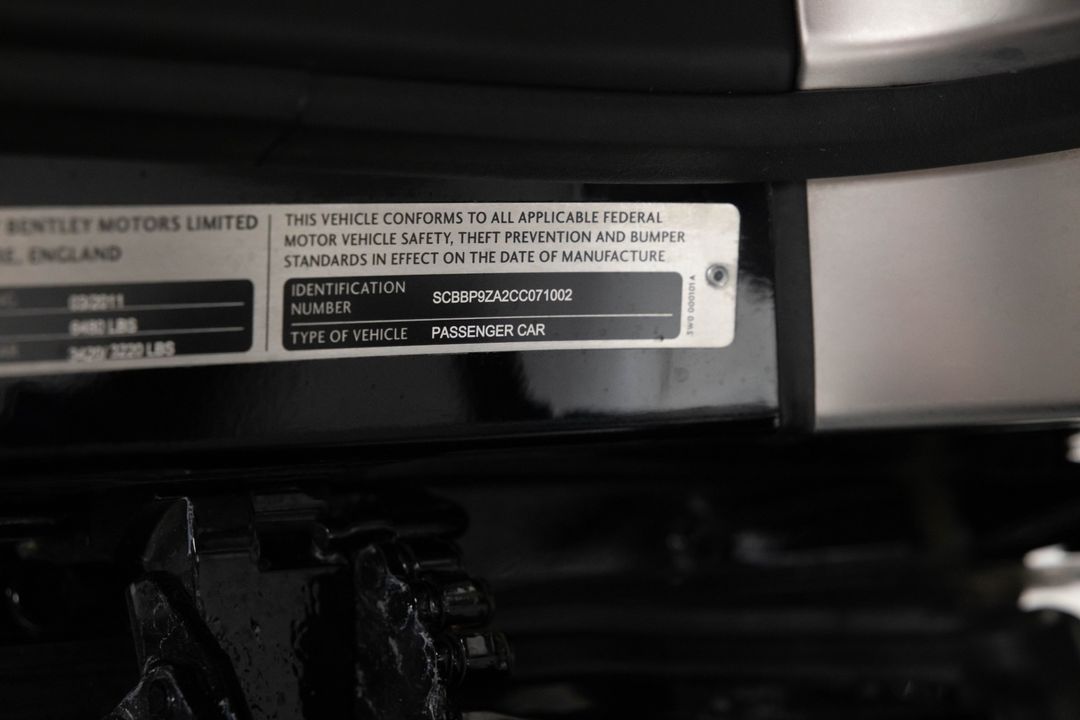 BENTLEY MOTORS LIMITED
RE, ENGLAND
03/2011
6480 LBS
3420/3220 LBS
THIS VEHICLE CONFORMS TO ALL APPLICABLE FEDERAL
MOTOR VEHICLE SAFETY, THEFT PREVENTION AND BUMPER
STANDARDS IN EFFECT ON THE DATE OF MANUFACTURE
IDENTIFICATION
NUMBER
SCBBP9ZA2CC071002
TYPE OF VEHICLE PASSENGER CAR
3W0 000101 A